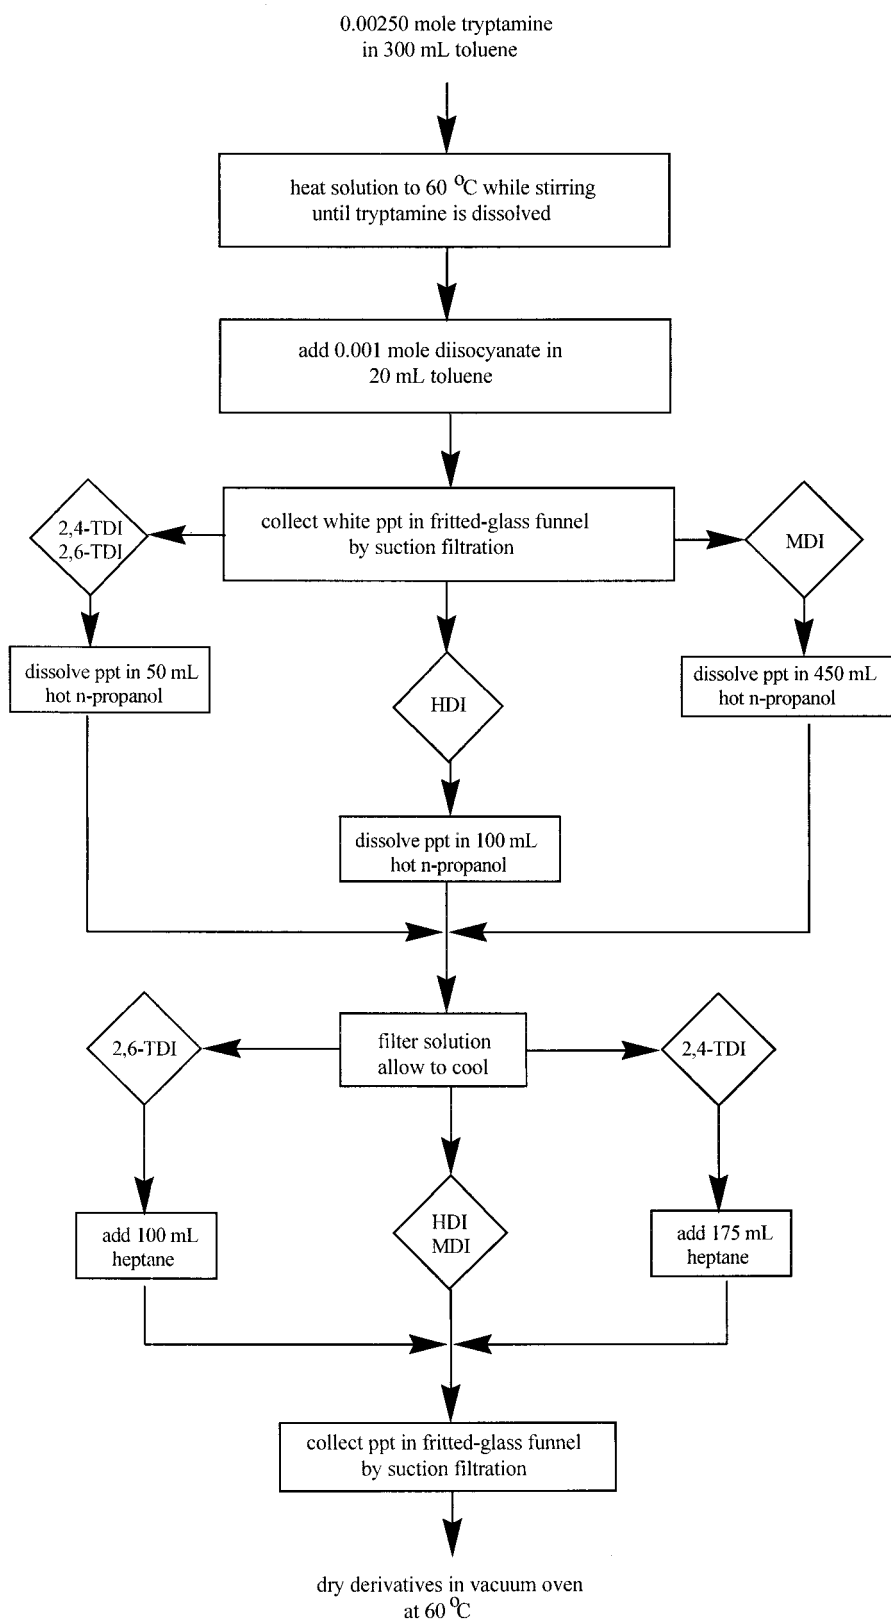 0.00250 mole tryptamine
in 300 mL toluene
heat solution to 60 °C while stirring
until tryptamine is dissolved
add 0.001 mole diisocyanate in
20 mL toluene
collect white ppt in fritted-glass funnel
by suction filtration
2,4-TDI
2,6-TDI
MDI
dissolve ppt in 50 mL
hot n-propanol
HDI
dissolve ppt in 450 mL
hot n-propanol
dissolve ppt in 100 mL
hot n-propanol
2,6-TDI
filter solution
allow to cool
2,4-TDI
add 100 mL
heptane
HDI
MDI
add 175 mL
heptane
collect ppt in fritted-glass funnel
by suction filtration
dry derivatives in vacuum oven
at 60 °C